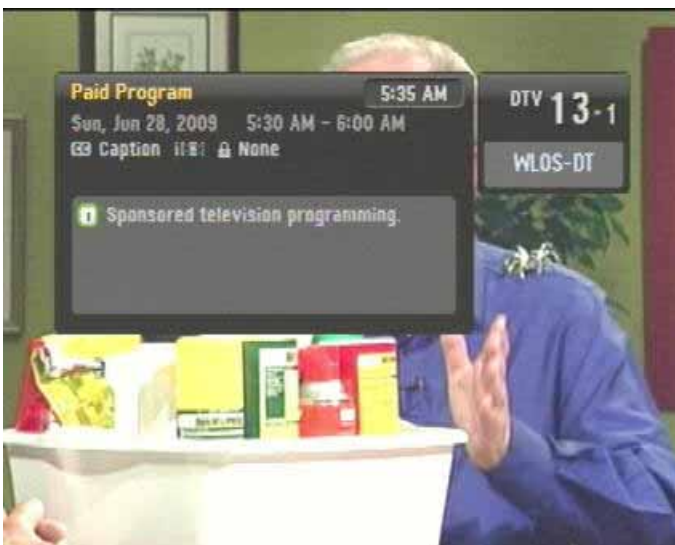 Paid Program 5:35 AM
Sun, Jun 28, 2009 5:30 AM - 6:00 AM
CC Caption None
Sponsored television programming.
DTV 13-1
WLOS-DT